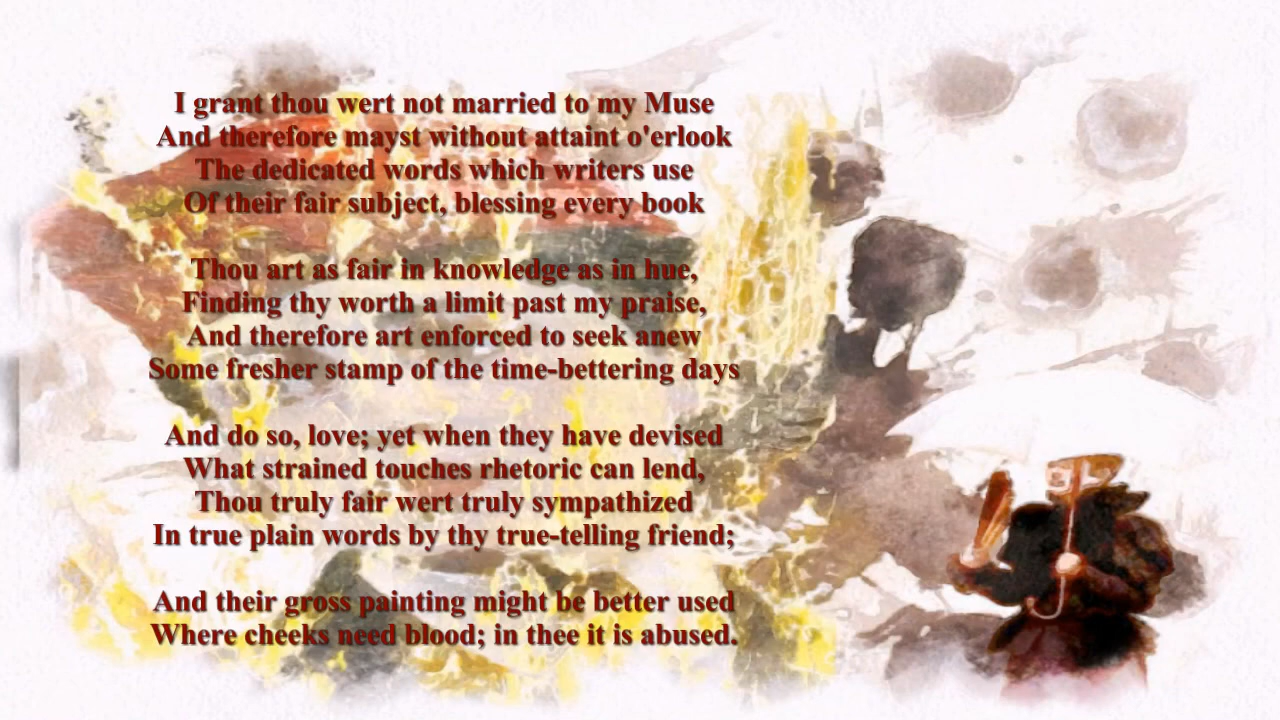 I grant thou wert not married to my Muse
And therefore mayst without attaint o'erlook
The dedicated words which writers use
Of their fair subject, blessing every book
Thou art as fair in knowledge as in hue,
Finding thy worth a limit past my praise,
And therefore art enforced to seek anew
Some fresher stamp of the time-bettering days
And do so, love; yet when they have devised
What strained touches rhetoric can lend,
Thou truly fair wert truly sympathized
In true plain words by thy true-telling friend;
And their gross painting might be better used
Where cheeks need blood; in thee it is abused.